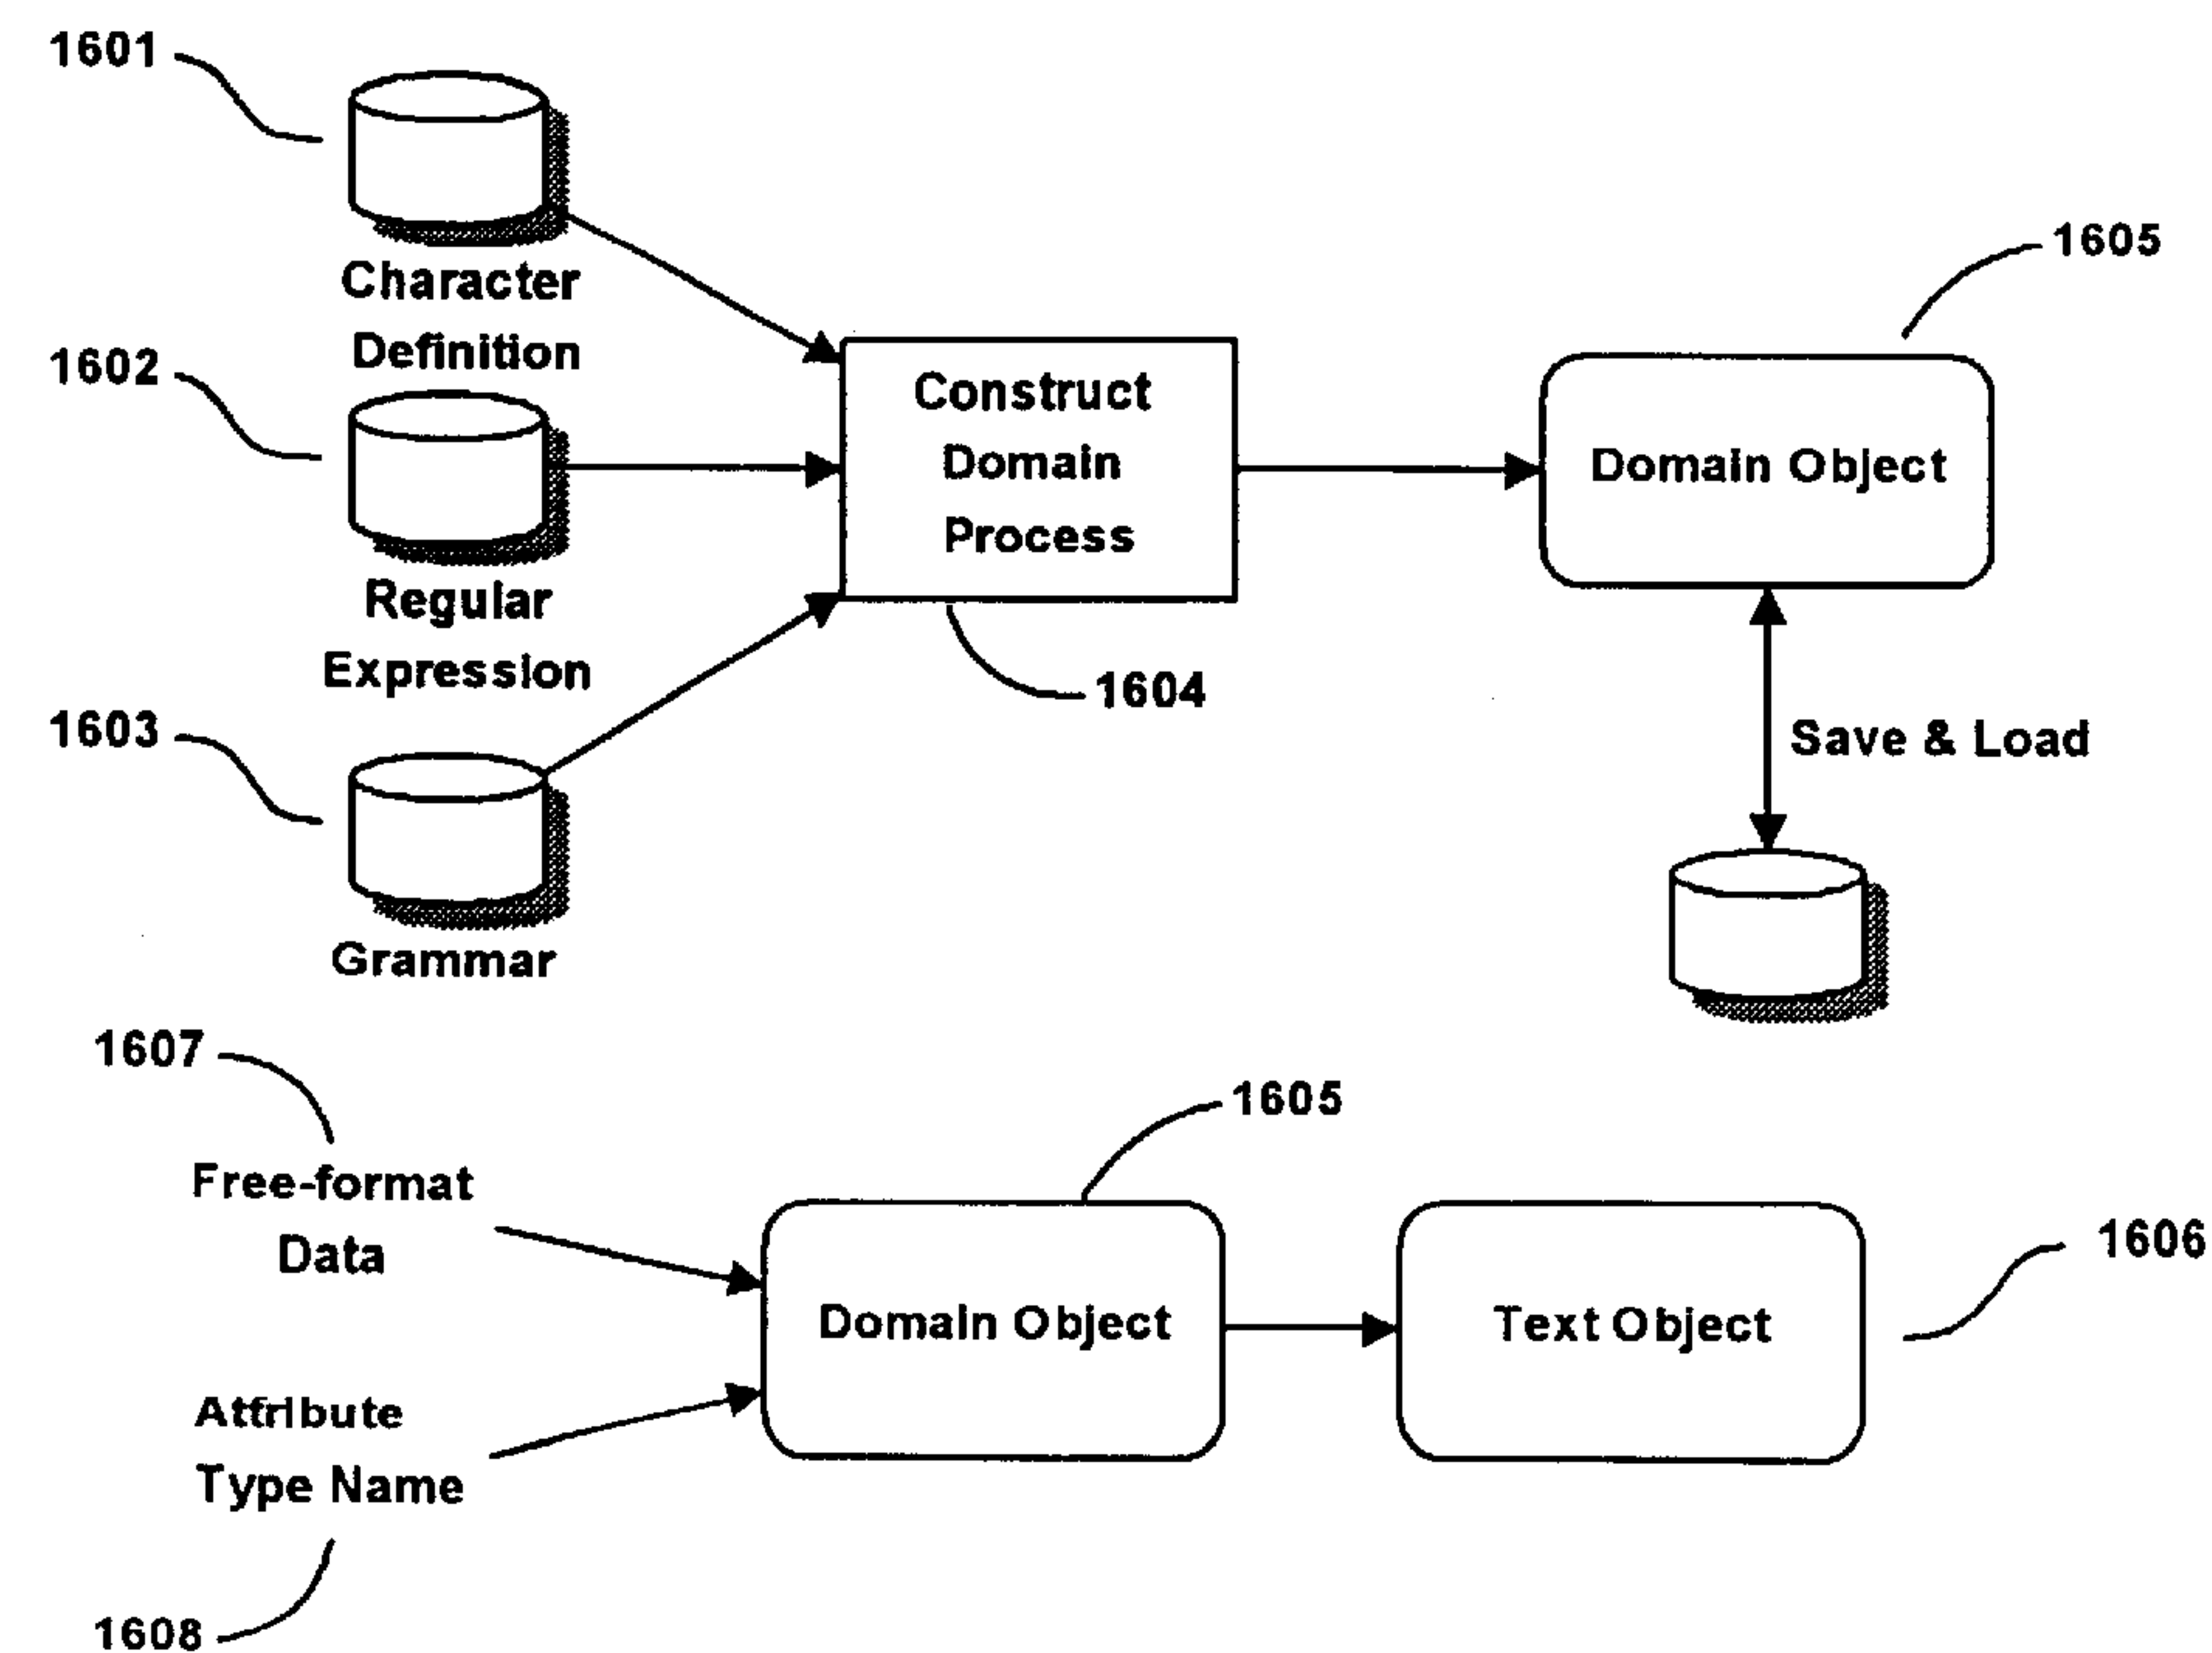 1601
Character
Definition
1602
Regular
Expression
1603
Grammar
Construct
Domain
Process
1604
1605
Domain Object
Save & Load
1607
Free-format
Data
Attribute
Type Name
1608
1605
Domain Object
Text Object
1606